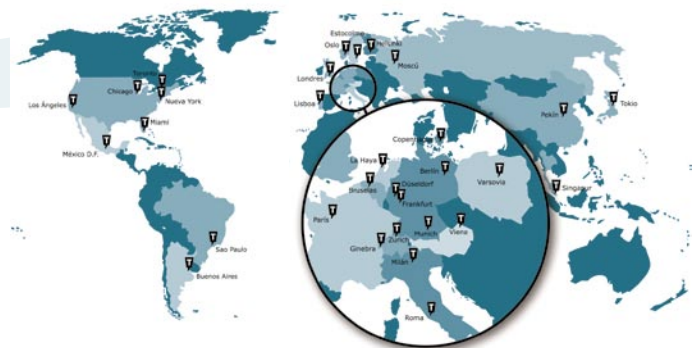 Estocolmo
Oslo
Helsinki
Moscú
Londres
Lisboa
Toronto
Chicago
Nueva York
Los Ángeles
Miami
México D.F.
Sao Paulo
Buenos Aires
Pekín
Tokio
Singapur
Copenhague
La Haya
Berlín
Varsovia
Bruselas
Düseldorf
Frankfurt
París
Ginebra
Zurich
Munich
Viena
Milán
Roma